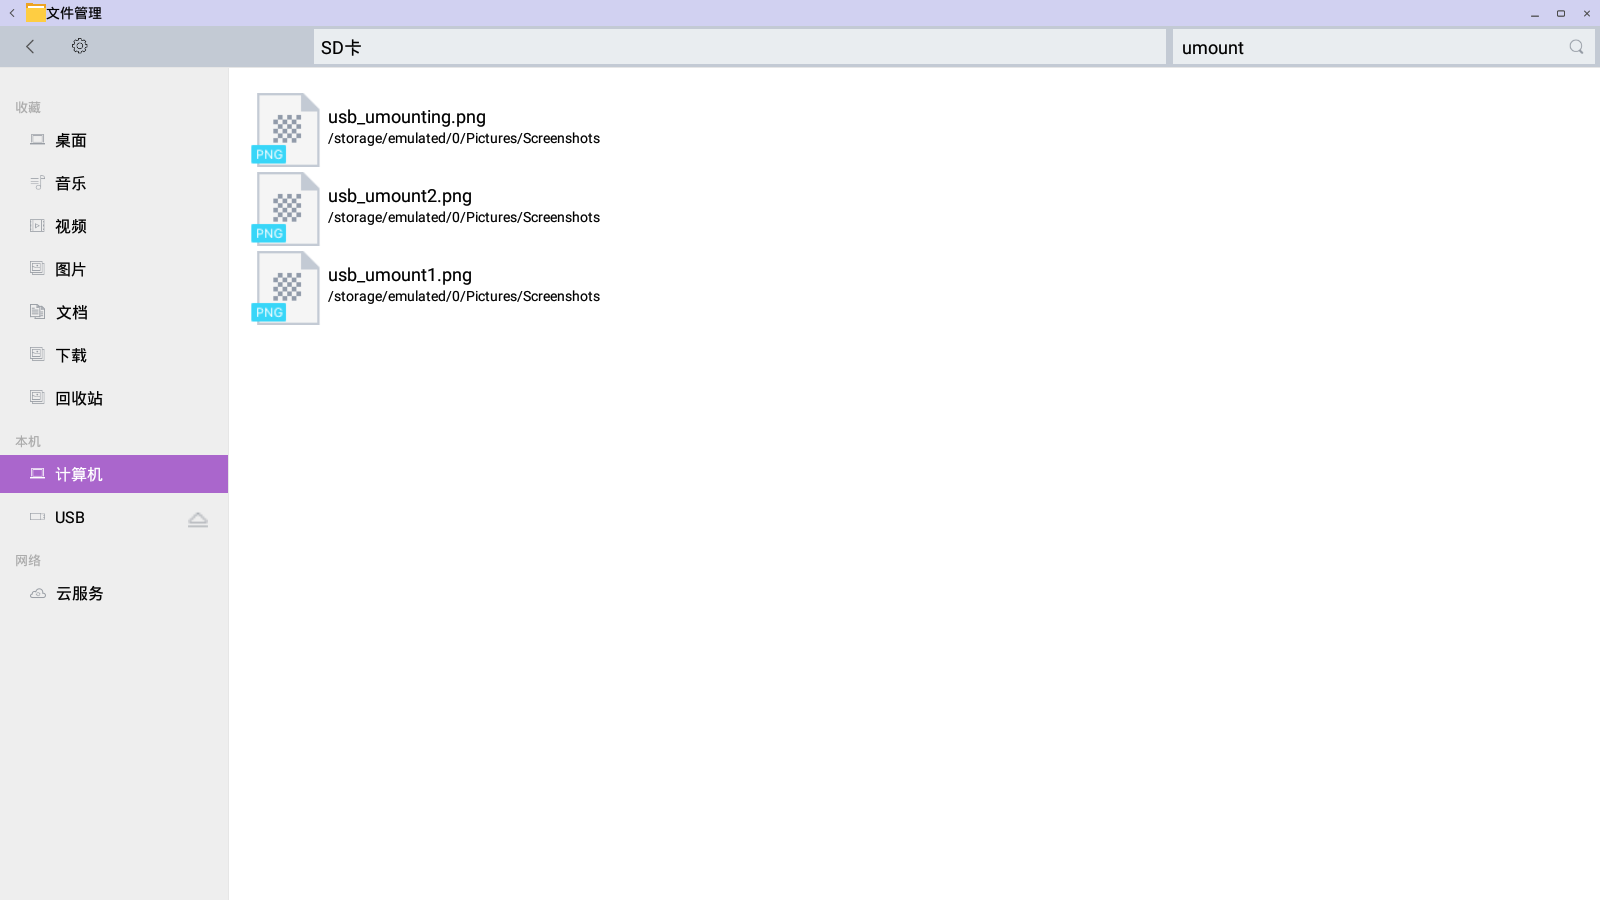 文件管理
SD卡
umount
收藏
桌面
音乐
视频
图片
文档
下载
回收站
本机
计算机
USB
网络
云服务
PNG
usb_umounting.png
/storage/emulated/0/Pictures/Screenshots
PNG
usb_umount2.png
/storage/emulated/0/Pictures/Screenshots
PNG
usb_umount1.png
/storage/emulated/0/Pictures/Screenshots